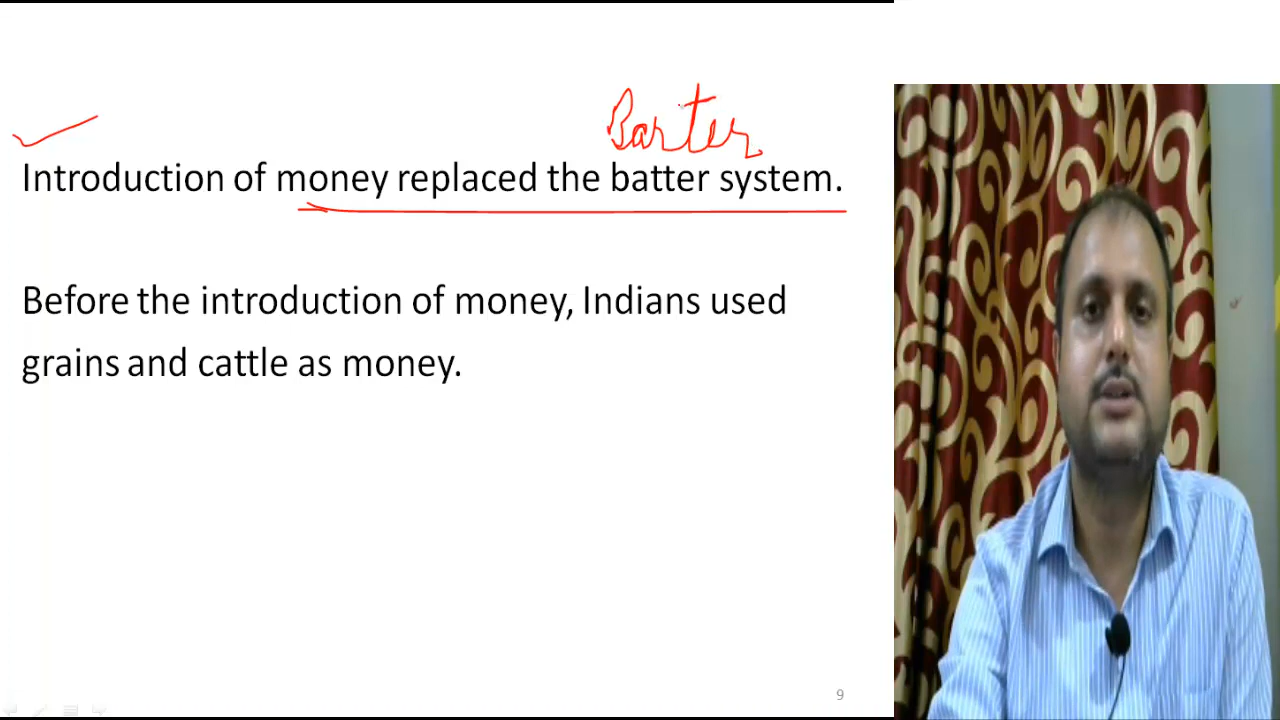 Barter
Introduction of money replaced the batter system.
Before the introduction of money, Indians used
grains and cattle as money.
9